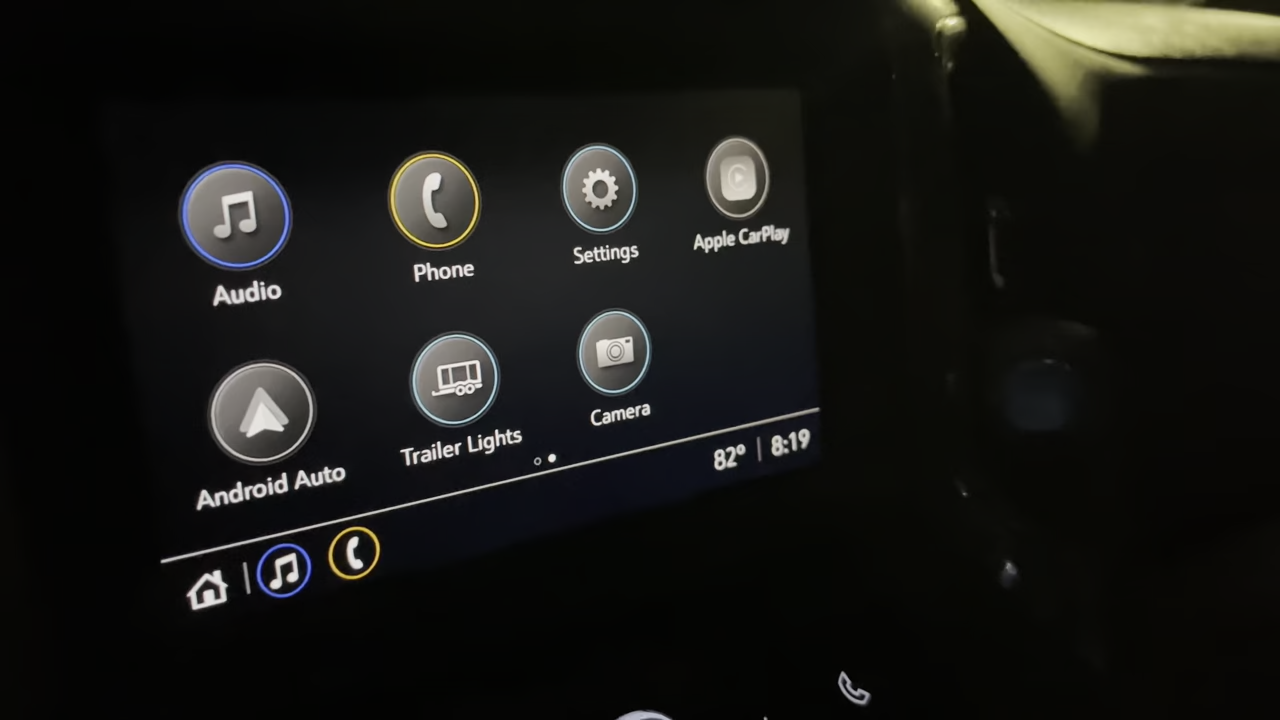 Audio
Phone
Settings
Apple CarPlay
Android Auto
Trailer Lights
Camera
82° | 8:19